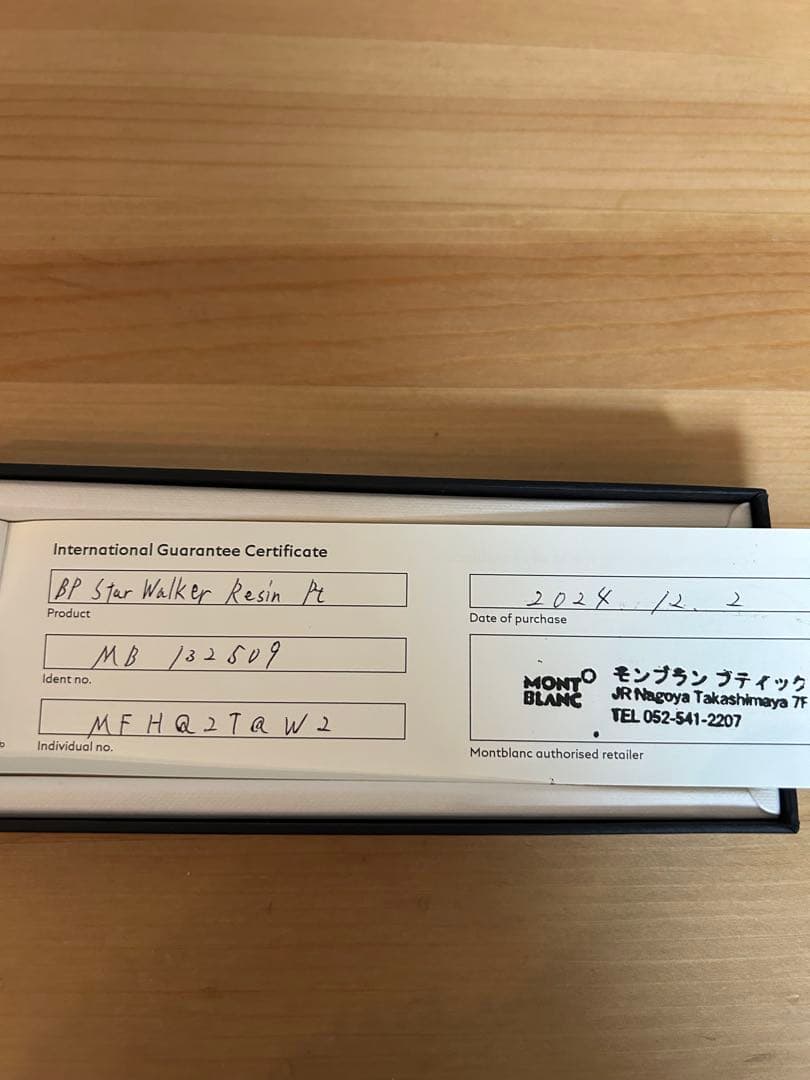 International Guarantee Certificate
BP Star Walker Resin Pt
Product
MB 132509
Ident no.
MFHQ2TQW2
Individual no.
2024. 12. 2
Date of purchase
MONT
BLANC
モンブラン ブティック
JR Nagoya Takashimaya 7F
TEL 052-541-2207
Montblanc authorised retailer